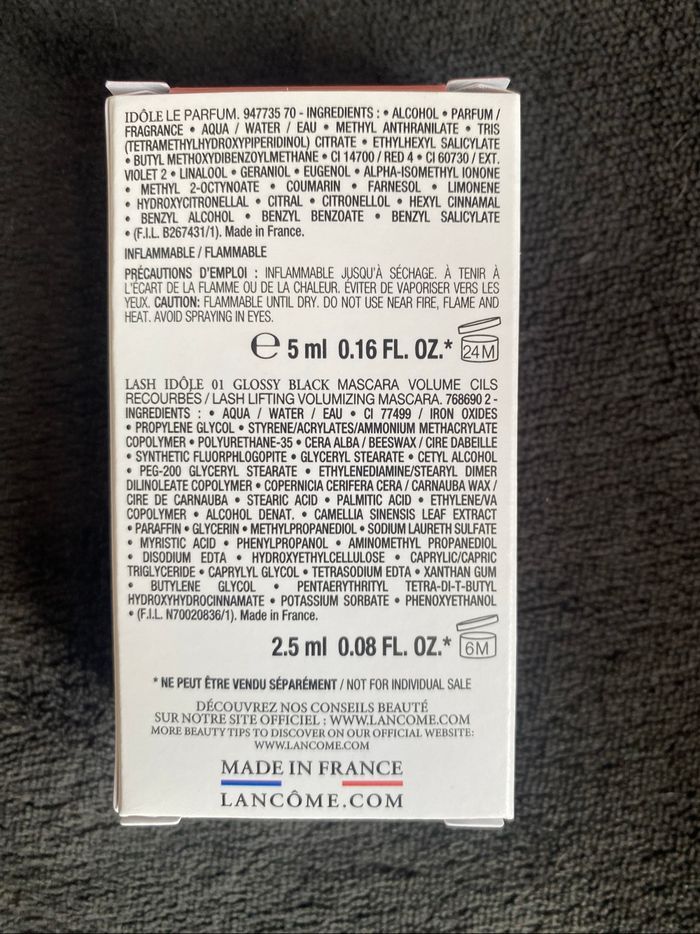 IDÔLE LE PARFUM. 947735 70 - INGREDIENTS : • ALCOHOL • PARFUM /
FRAGRANCE • AQUA / WATER / EAU • METHYL ANTHRANILATE • TRIS
(TETRAMETHYLHYDROXYPIPERIDINOL) CITRATE • ETHYLHEXYL SALICYLATE
• BUTYL METHOXYDIBENZOYLMETHANE • CI 14700 / RED 4 • CI 60730 / EXT.
VIOLET 2 • LINALOOL • GERANIOL • EUGENOL • ALPHA-ISOMETHYL IONONE
• METHYL 2-OCTYNOATE • COUMARIN • FARNESOL • LIMONENE
• HYDROXYCITRONELLAL • CITRAL • CITRONELLOL • HEXYL CINNAMAL
• BENZYL ALCOHOL • BENZYL BENZOATE • BENZYL SALICYLATE
• (F.I.L. B267431/1). Made in France.
INFLAMMABLE / FLAMMABLE
PRÉCAUTIONS D'EMPLOI : INFLAMMABLE JUSQU'À SÉCHAGE. À TENIR À
L'ÉCART DE LA FLAMME OU DE LA CHALEUR. ÉVITER DE VAPORISER VERS LES
YEUX. CAUTION: FLAMMABLE UNTIL DRY. DO NOT USE NEAR FIRE, FLAME AND
HEAT. AVOID SPRAYING IN EYES.
℮ 5 ml 0.16 FL. OZ.* 24M
LASH IDÔLE 01 GLOSSY BLACK MASCARA VOLUME CILS
RECOURBÉS / LASH LIFTING VOLUMIZING MASCARA. 768690 2 -
INGREDIENTS : • AQUA / WATER / EAU • CI 77499 / IRON OXIDES
• PROPYLENE GLYCOL • STYRENE/ACRYLATES/AMMONIUM METHACRYLATE
COPOLYMER • POLYURETHANE-35 • CERA ALBA / BEESWAX / CIRE DABEILLE
• SYNTHETIC FLUORPHLOGOPITE • GLYCERYL STEARATE • CETYL ALCOHOL
• PEG-200 GLYCERYL STEARATE • ETHYLENEDIAMINE/STEARYL DIMER
DILINOLEATE COPOLYMER • COPERNICIA CERIFERA CERA / CARNAUBA WAX /
CIRE DE CARNAUBA • STEARIC ACID • PALMITIC ACID • ETHYLENE/VA
COPOLYMER • ALCOHOL DENAT. • CAMELLIA SINENSIS LEAF EXTRACT
• PARAFFIN • GLYCERIN • METHYLPROPANEDIOL • SODIUM LAURETH SULFATE
• MYRISTIC ACID • PHENYLPROPANOL • AMINOMETHYL PROPANEDIOL
• DISODIUM EDTA • HYDROXYETHYLCELLULOSE • CAPRYLIC/CAPRIC
TRIGLYCERIDE • CAPRYLYL GLYCOL • TETRASODIUM EDTA • XANTHAN GUM
• BUTYLENE GLYCOL • PENTAERYTHRITYL TETRA-DI-T-BUTYL
HYDROXYHYDROCINNAMATE • POTASSIUM SORBATE • PHENOXYETHANOL
• (F.I.L. N70020836/1). Made in France.
2.5 ml 0.08 FL. OZ.* 6M
* NE PEUT ÊTRE VENDU SÉPARÉMENT / NOT FOR INDIVIDUAL SALE
DÉCOUVREZ NOS CONSEILS BEAUTÉ
SUR NOTRE SITE OFFICIEL : WWW.LANCOME.COM
MORE BEAUTY TIPS TO DISCOVER ON OUR OFFICIAL WEBSITE:
WWW.LANCOME.COM
MADE IN FRANCE
LANCÔME.COM